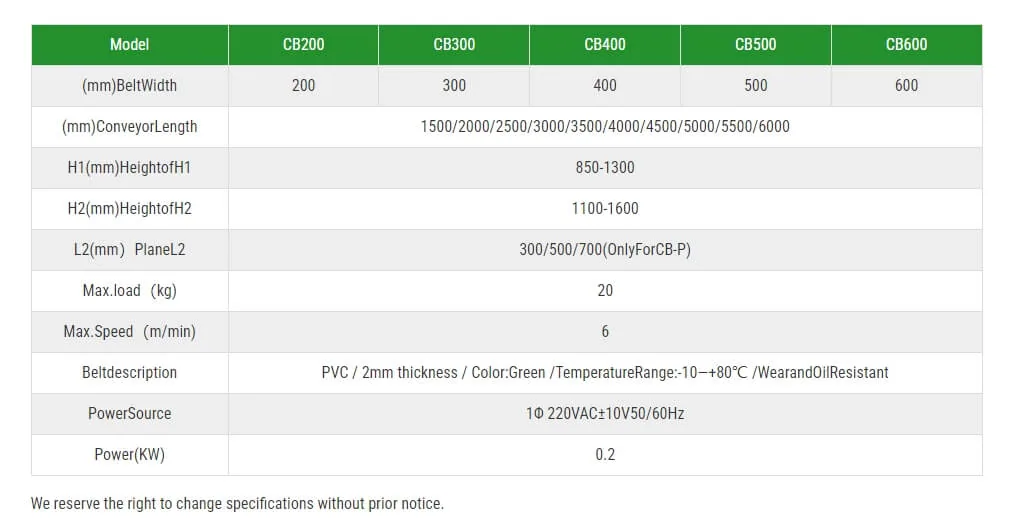 Model CB200 CB300 CB400 CB500 CB600
(mm)BeltWidth 200 300 400 500 600
(mm)ConveyorLength 1500/2000/2500/3000/3500/4000/4500/5000/5500/6000
H1(mm)HeightofH1 850-1300
H2(mm)HeightofH2 1100-1600
L2(mm）PlaneL2 300/500/700(OnlyForCB-P)
Max.load（kg) 20
Max.Speed（m/min) 6
Beltdescription PVC / 2mm thickness / Color:Green /TemperatureRange:-10—+80℃ /WearandOilResistant
PowerSource 1Φ 220VAC±10V50/60Hz
Power(KW) 0.2
We reserve the right to change specifications without prior notice.